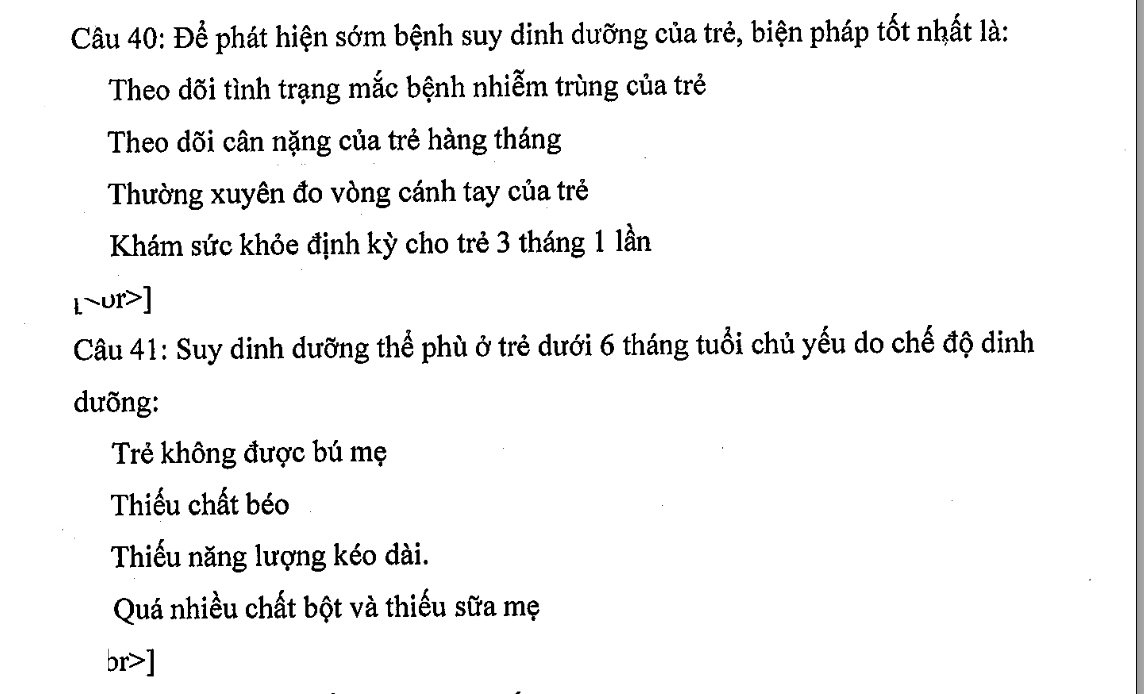 Câu 40: Để phát hiện sớm bệnh suy dinh dưỡng của trẻ, biện pháp tốt nhất là:
Theo dõi tình trạng mắc bệnh nhiễm trùng của trẻ
Theo dõi cân nặng của trẻ hàng tháng
Thường xuyên đo vòng cánh tay của trẻ
Khám sức khỏe định kỳ cho trẻ 3 tháng 1 lần
br>]
Câu 41: Suy dinh dưỡng thể phù ở trẻ dưới 6 tháng tuổi chủ yếu do chế độ dinh
dưỡng:
Trẻ không được bú mẹ
Thiếu chất béo
Thiếu năng lượng kéo dài.
Quá nhiều chất bột và thiếu sữa mẹ
br>]